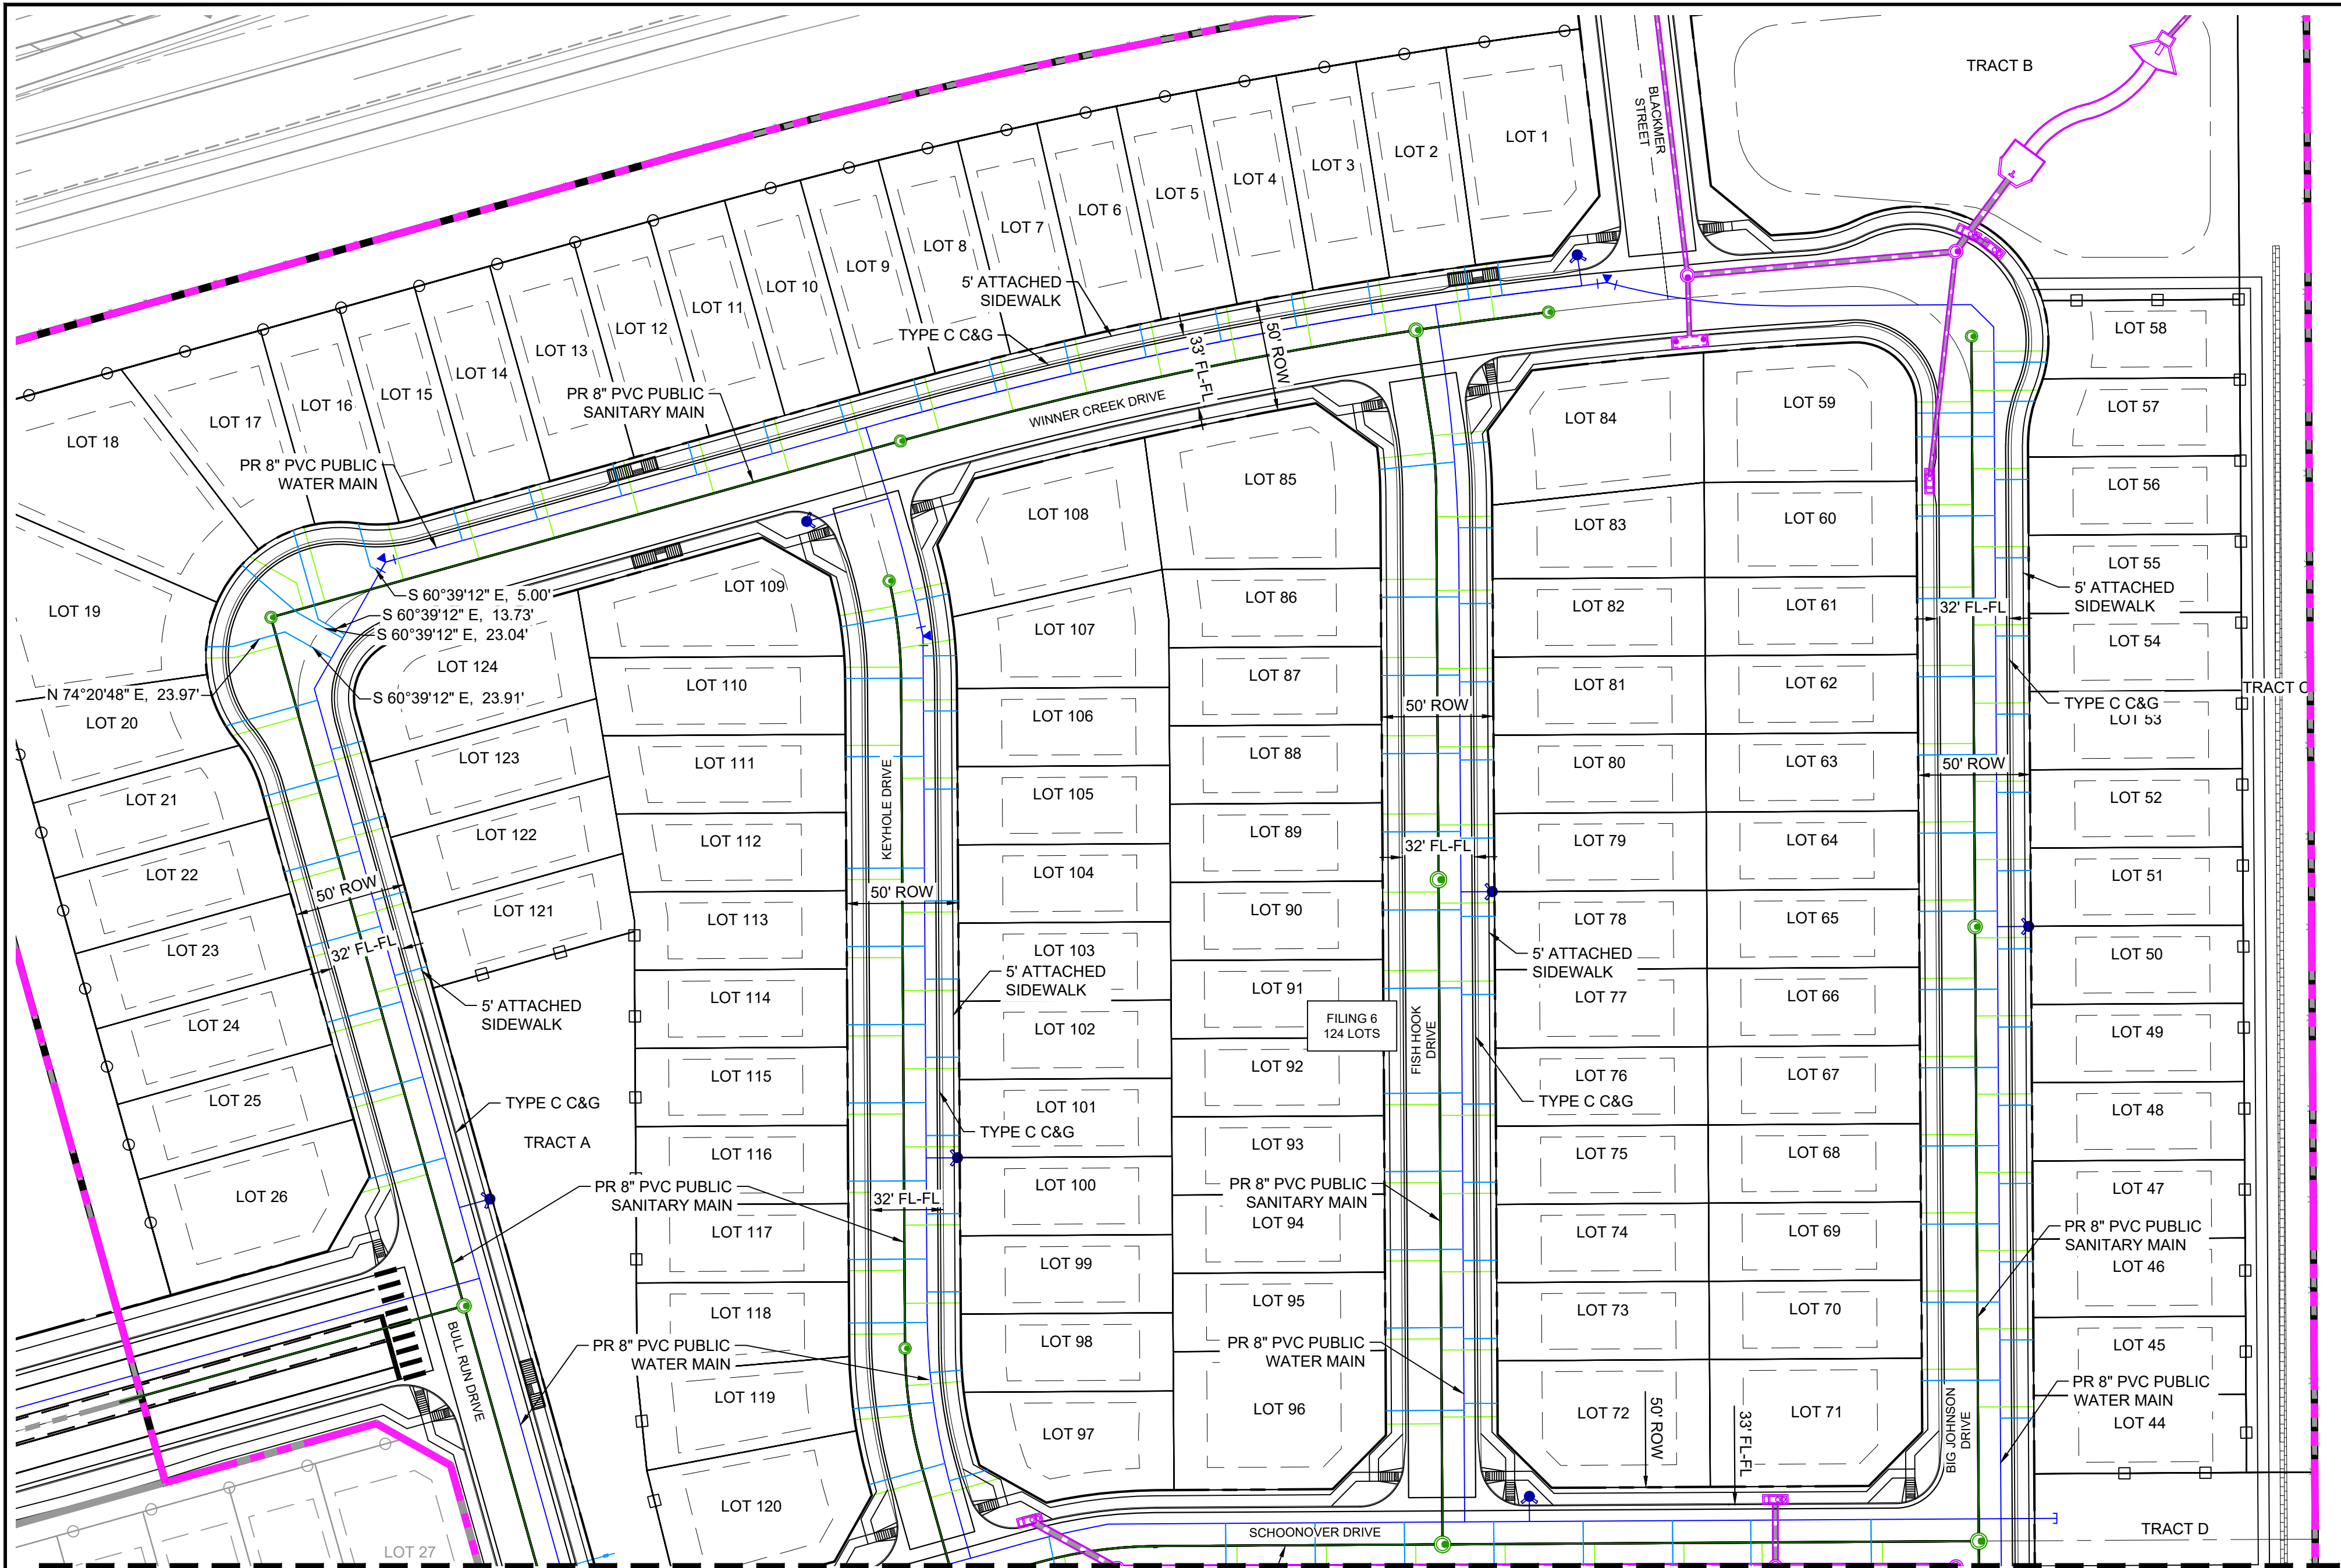 TRACT B
BLACKMER
STREET
LOT 1
LOT 2
LOT 3
LOT 4
LOT 5
LOT 6
LOT 7
LOT 8
LOT 9
LOT 10
LOT 11
LOT 12
LOT 13
LOT 14
LOT 15
LOT 16
LOT 17
LOT 18
5' ATTACHED
SIDEWALK
TYPE C C&G
33' FL-FL
50' ROW
PR 8" PVC PUBLIC
SANITARY MAIN
WINNER CREEK DRIVE
PR 8" PVC PUBLIC
WATER MAIN
S 60°39'12" E, 5.00'
S 60°39'12" E, 13.73'
S 60°39'12" E, 23.04'
S 60°39'12" E, 23.91'
N 74°20'48" E, 23.97'
LOT 19
LOT 20
LOT 21
LOT 22
LOT 23
LOT 24
LOT 25
LOT 26
LOT 27
50' ROW
32' FL-FL
5' ATTACHED
SIDEWALK
TYPE C C&G
TRACT A
BULL RUN DRIVE
LOT 124
LOT 123
LOT 122
LOT 121
LOT 109
LOT 110
LOT 111
LOT 112
LOT 113
LOT 114
LOT 115
LOT 116
LOT 117
LOT 118
LOT 119
LOT 120
PR 8" PVC PUBLIC
SANITARY MAIN
PR 8" PVC PUBLIC
WATER MAIN
KEYHOLE DRIVE
50' ROW
32' FL-FL
5' ATTACHED
SIDEWALK
TYPE C C&G
LOT 108
LOT 107
LOT 106
LOT 105
LOT 104
LOT 103
LOT 102
LOT 101
LOT 100
LOT 99
LOT 98
LOT 97
LOT 85
LOT 86
LOT 87
LOT 88
LOT 89
LOT 90
LOT 91
LOT 92
LOT 93
LOT 94
LOT 95
LOT 96
FILING 6
124 LOTS
PR 8" PVC PUBLIC
SANITARY MAIN
PR 8" PVC PUBLIC
WATER MAIN
50' ROW
32' FL-FL
FISH HOOK
DRIVE
5' ATTACHED
SIDEWALK
TYPE C C&G
LOT 84
LOT 83
LOT 82
LOT 81
LOT 80
LOT 79
LOT 78
LOT 77
LOT 76
LOT 75
LOT 74
LOT 73
LOT 72
LOT 59
LOT 60
LOT 61
LOT 62
LOT 63
LOT 64
LOT 65
LOT 66
LOT 67
LOT 68
LOT 69
LOT 70
LOT 71
50' ROW
33' FL-FL
32' FL-FL
50' ROW
BIG JOHNSON
DRIVE
5' ATTACHED
SIDEWALK
TYPE C C&G
TRACT C
LOT 58
LOT 57
LOT 56
LOT 55
LOT 54
LOT 53
LOT 52
LOT 51
LOT 50
LOT 49
LOT 48
LOT 47
PR 8" PVC PUBLIC
SANITARY MAIN
LOT 46
LOT 45
PR 8" PVC PUBLIC
WATER MAIN
LOT 44
SCHOONOVER DRIVE
TRACT D